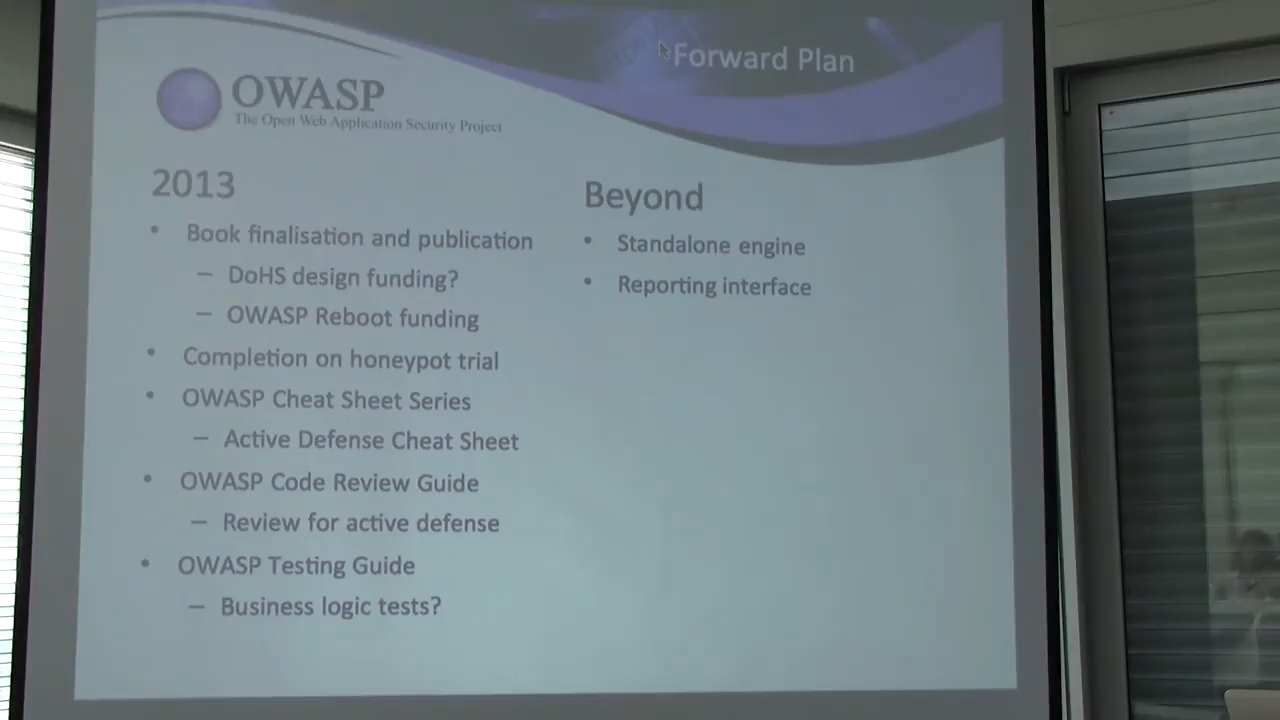 Forward Plan
OWASP
The Open Web Application Security Project
2013
• Book finalisation and publication
– DoHS design funding?
– OWASP Reboot funding
• Completion on honeypot trial
• OWASP Cheat Sheet Series
– Active Defense Cheat Sheet
• OWASP Code Review Guide
– Review for active defense
• OWASP Testing Guide
– Business logic tests?
Beyond
• Standalone engine
• Reporting interface